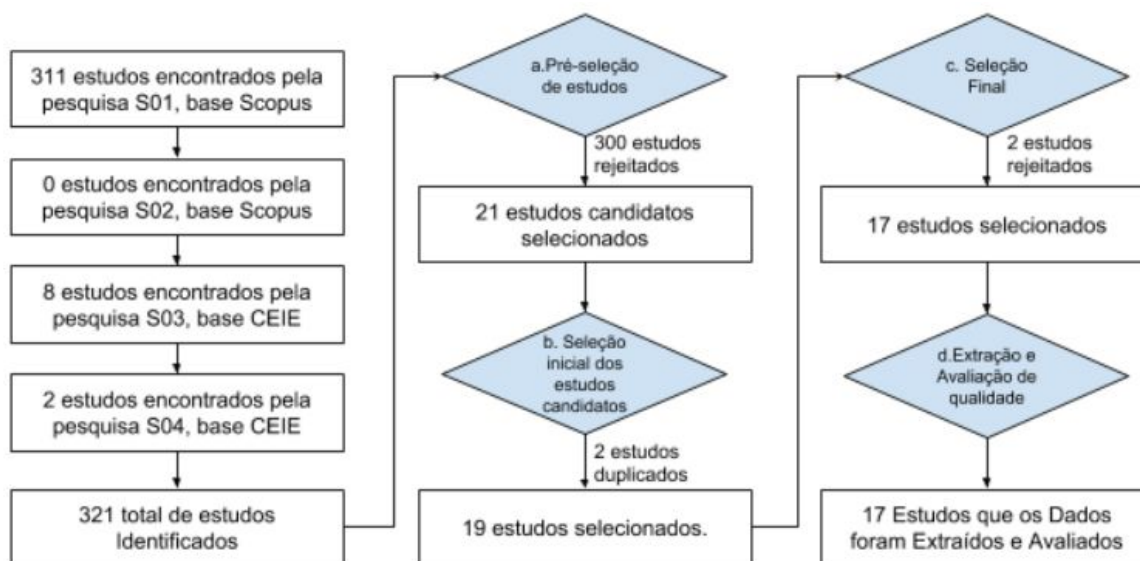 311 estudos encontrados pela
pesquisa S01, base Scopus
0 estudos encontrados pela
pesquisa S02, base Scopus
8 estudos encontrados pela
pesquisa S03, base CEIE
2 estudos encontrados pela
pesquisa S04, base CEIE
321 total de estudos
Identificados
a.Pré-seleção
de estudos
300 estudos
rejeitados
21 estudos candidatos
selecionados
b. Seleção
inicial dos
estudos
candidatos
2 estudos
duplicados
19 estudos selecionados.
c. Seleção
Final
2 estudos
rejeitados
17 estudos selecionados
d.Extração e
Avaliação de
qualidade
17 Estudos que os Dados
foram Extraídos e Avaliados